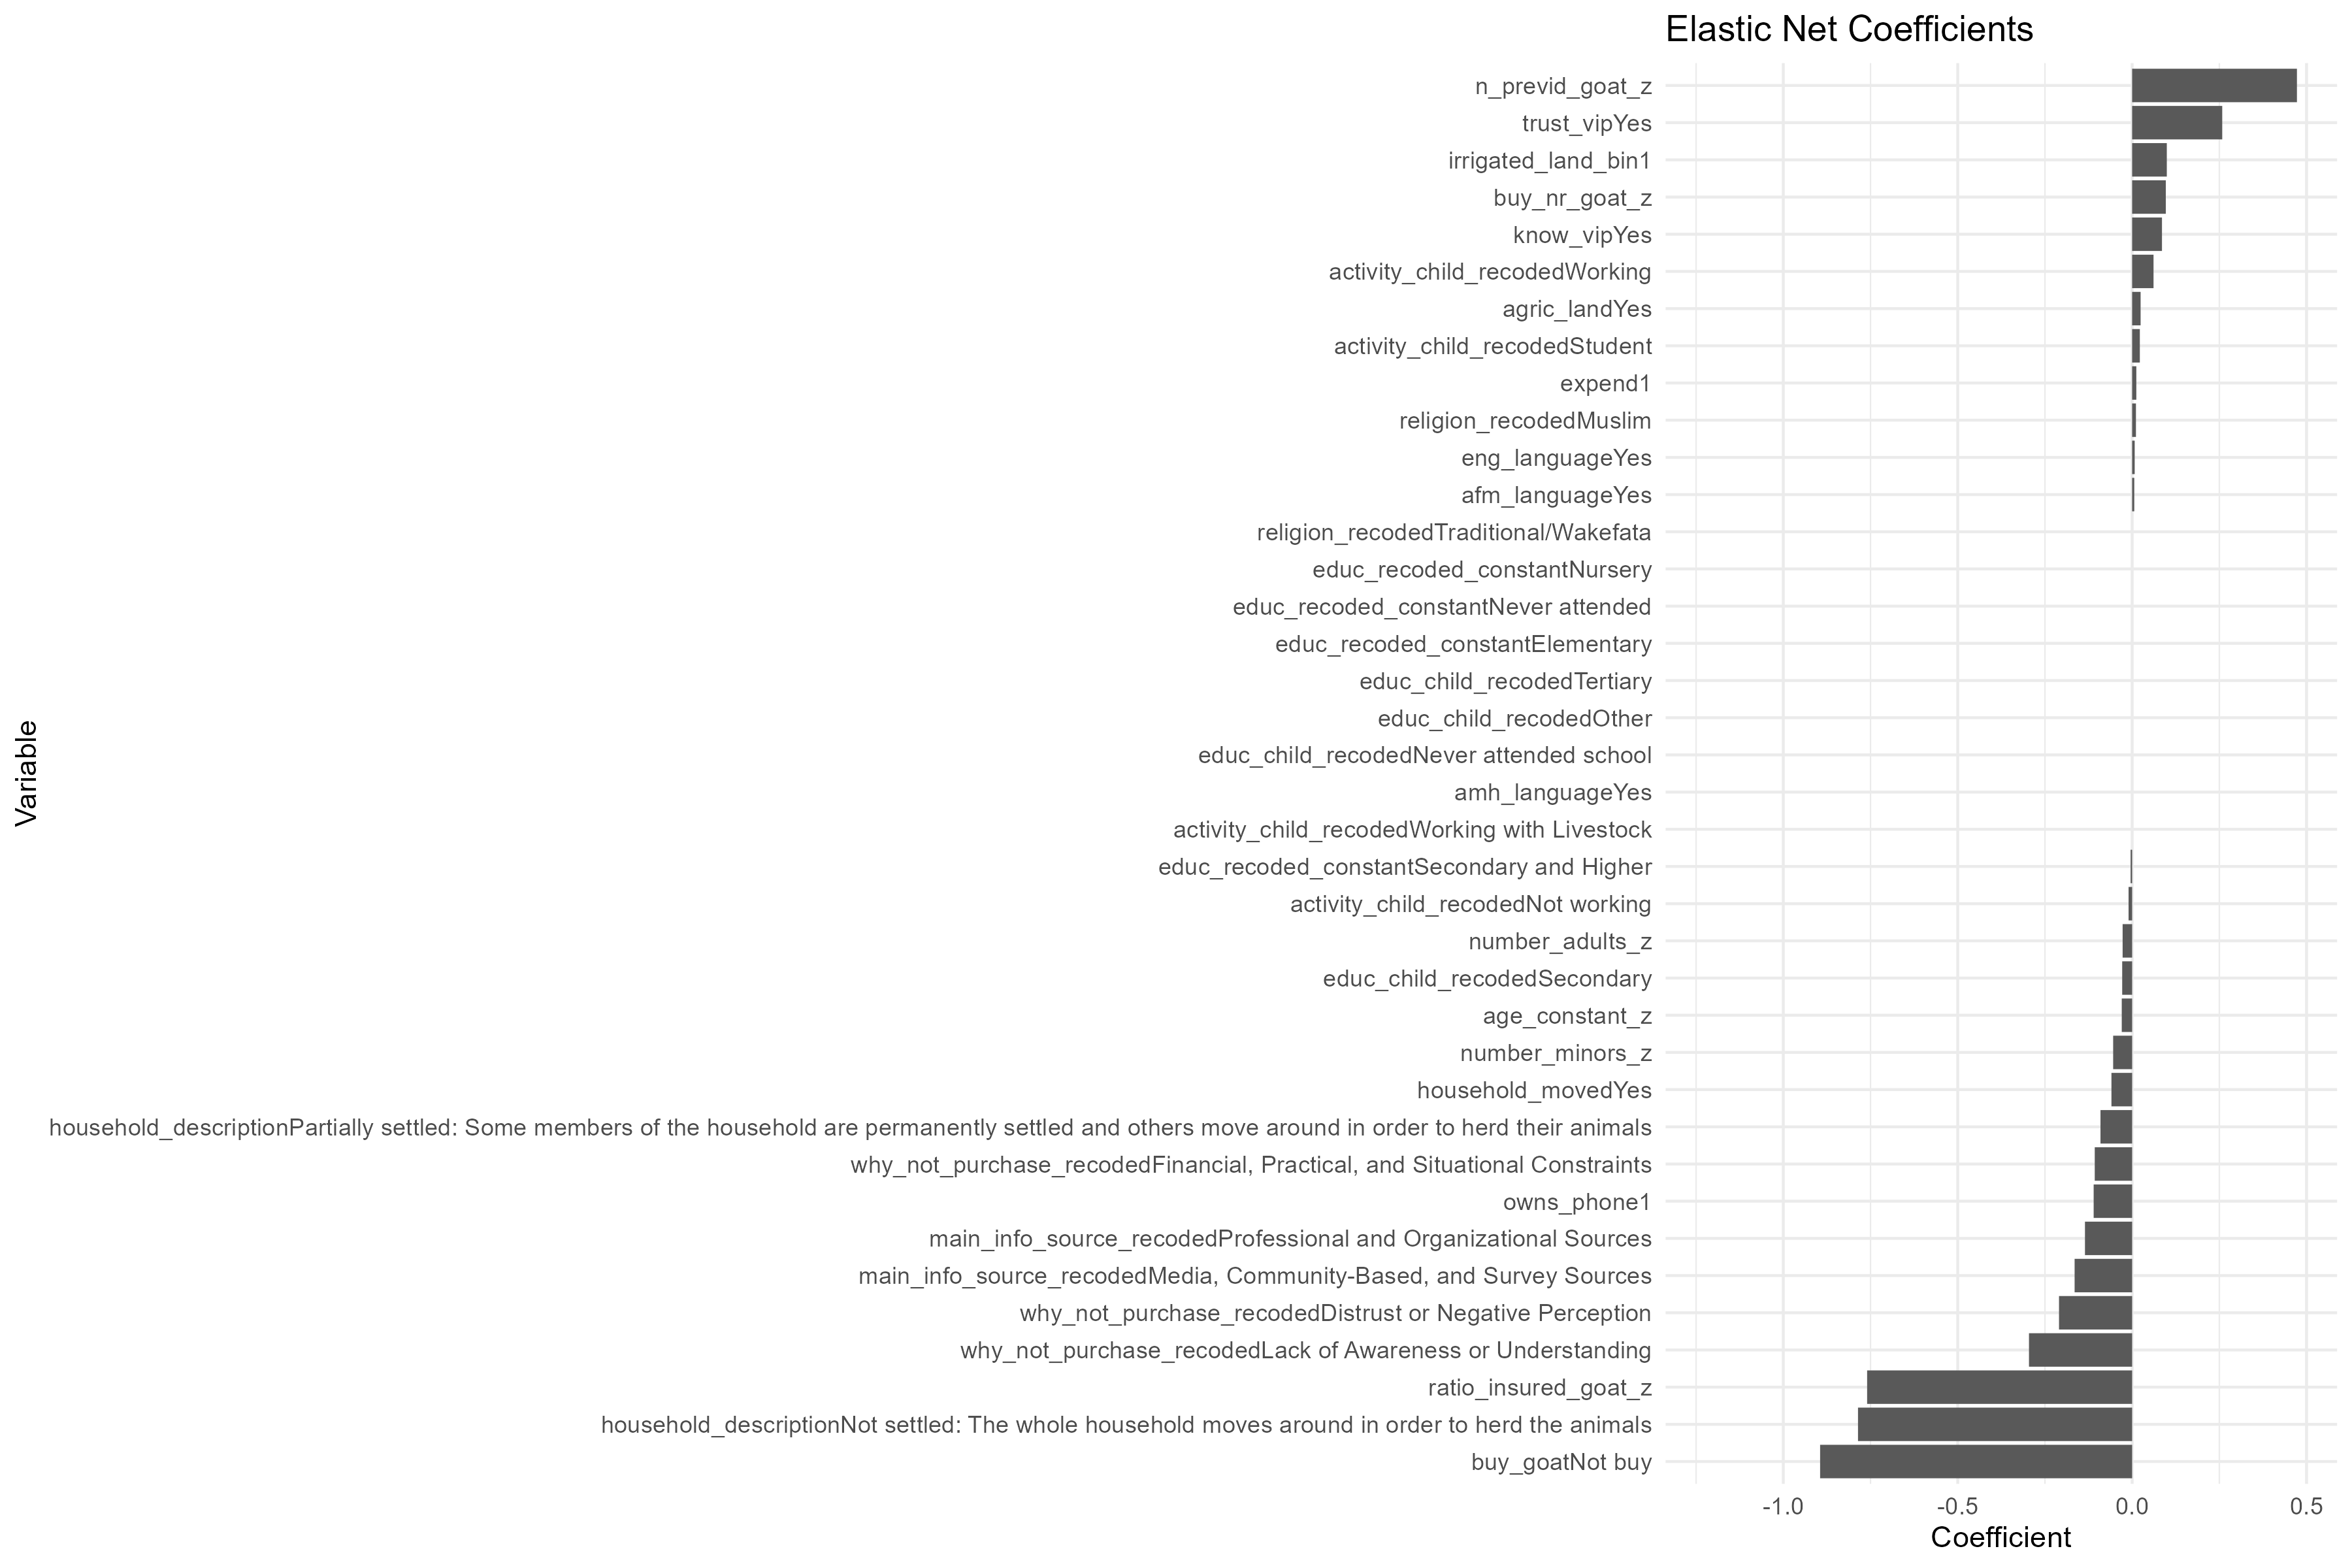 Elastic Net Coefficients
n_previd_goat_z
trust_vipYes
irrigated_land_bin1
buy_nr_goat_z
know_vipYes
activity_child_recodedWorking
agric_landYes
activity_child_recodedStudent
expend1
religion_recodedMuslim
eng_languageYes
afm_languageYes
religion_recodedTraditional/Wakefata
educ_recoded_constantNursery
educ_recoded_constantNever attended
educ_recoded_constantElementary
educ_child_recodedTertiary
educ_child_recodedOther
educ_child_recodedNever attended school
amh_languageYes
activity_child_recodedWorking with Livestock
educ_recoded_constantSecondary and Higher
activity_child_recodedNot working
number_adults_z
educ_child_recodedSecondary
age_constant_z
number_minors_z
household_movedYes
household_descriptionPartially settled: Some members of the household are permanently settled and others move around in order to herd their animals
why_not_purchase_recodedFinancial, Practical, and Situational Constraints
owns_phone1
main_info_source_recodedProfessional and Organizational Sources
main_info_source_recodedMedia, Community-Based, and Survey Sources
why_not_purchase_recodedDistrust or Negative Perception
why_not_purchase_recodedLack of Awareness or Understanding
ratio_insured_goat_z
household_descriptionNot settled: The whole household moves around in order to herd the animals
buy_goatNot buy
Variable
-1.0 -0.5 0.0 0.5
Coefficient